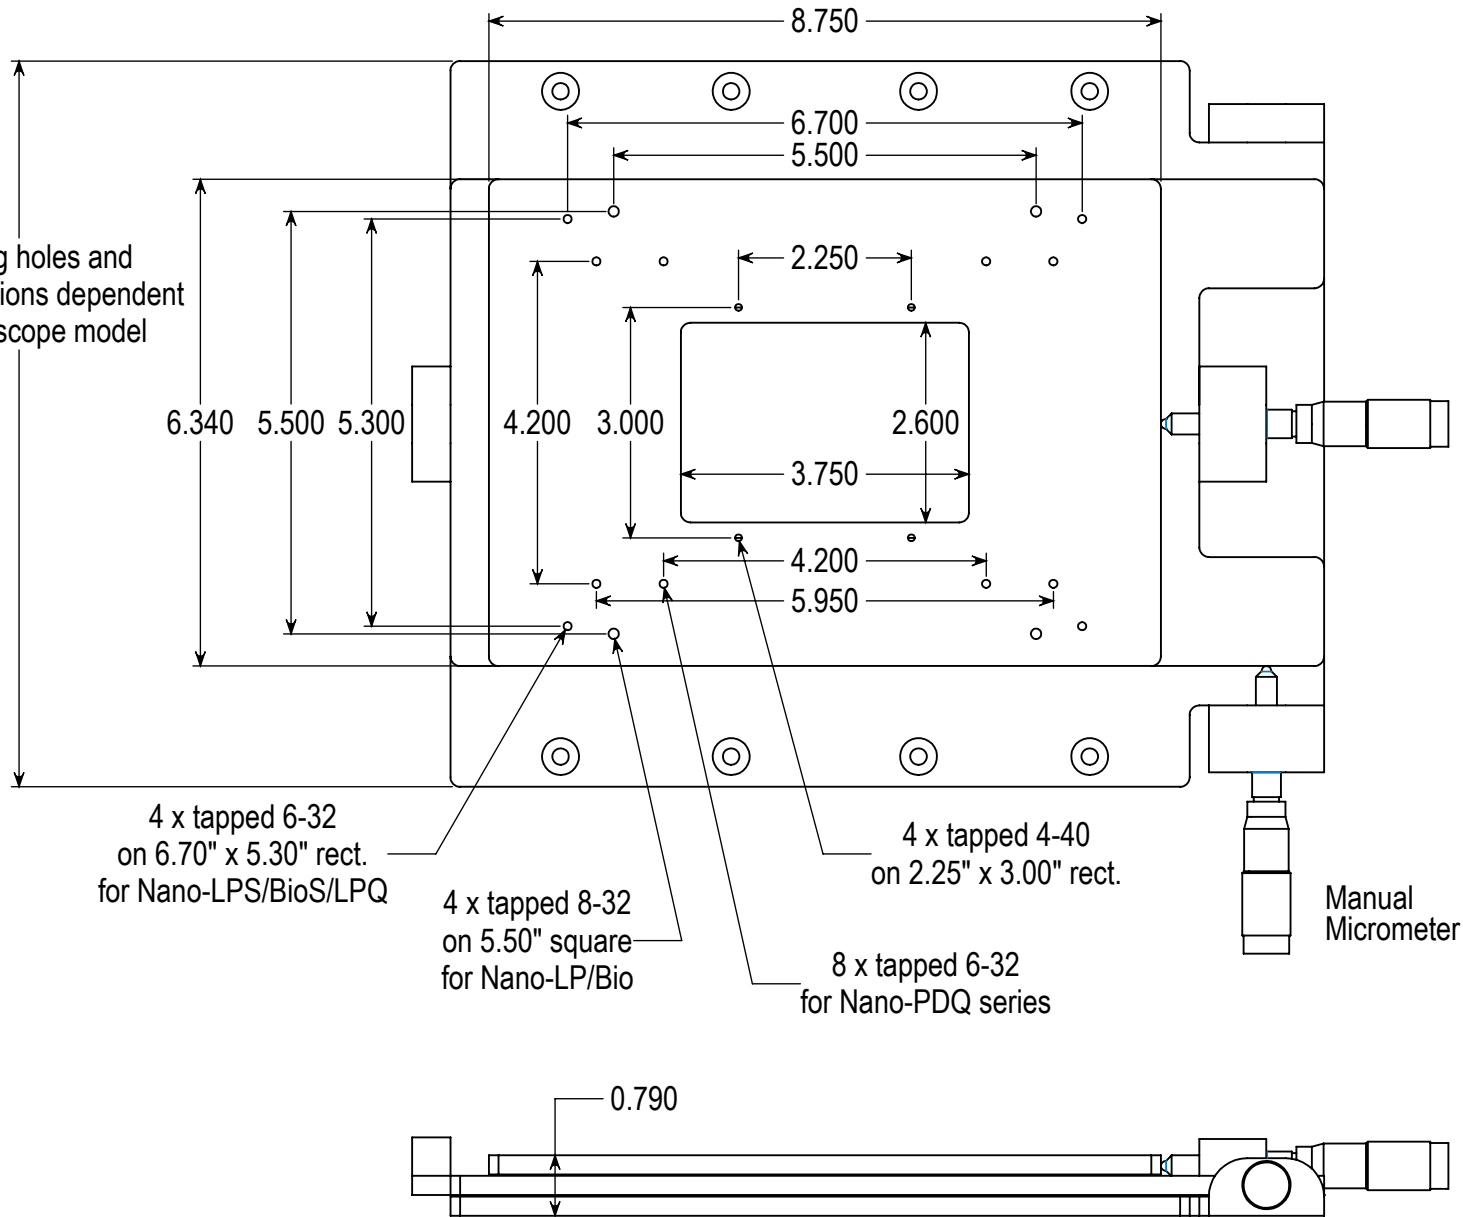 8.750
6.700
5.500
2.250
holes and
dependent
scope model
6.340 5.500 5.300 4.200 3.000 2.600
3.750
4.200
5.950
4 x tapped 6-32
on 6.70" x 5.30" rect.
for Nano-LPS/BioS/LPQ
4 x tapped 8-32
on 5.50" square
for Nano-LP/Bio
4 x tapped 4-40
on 2.25" x 3.00" rect.
8 x tapped 6-32
for Nano-PDQ series
Manual
Micrometer
0.790